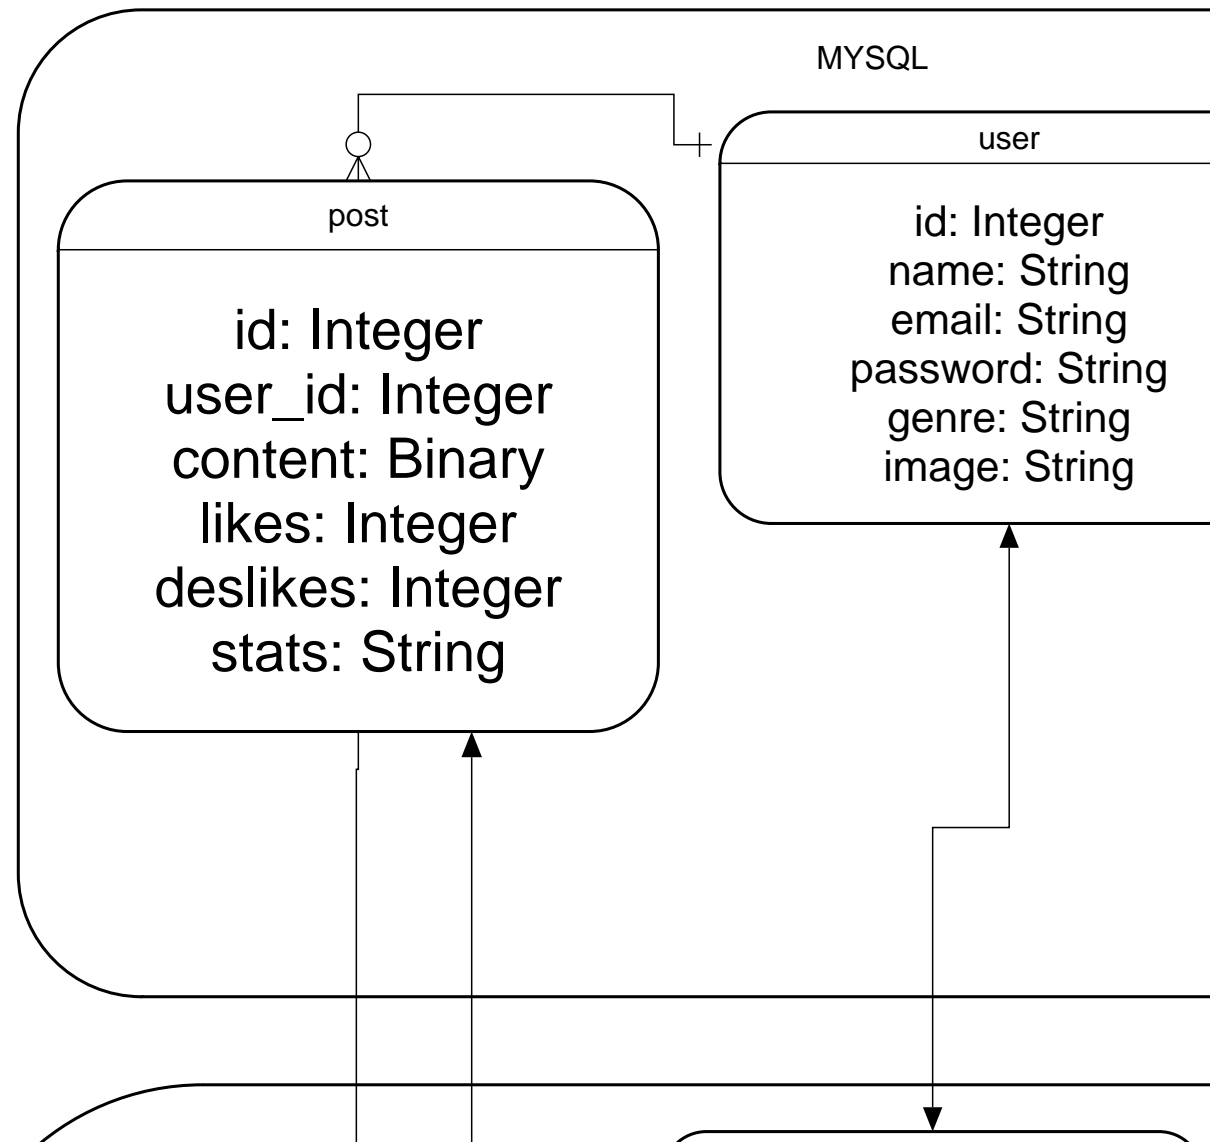 MYSQL
user
id: Integer
name: String
email: String
password: String
genre: String
image: String
post
id: Integer
user_id: Integer
content: Binary
likes: Integer
deslikes: Integer
stats: String